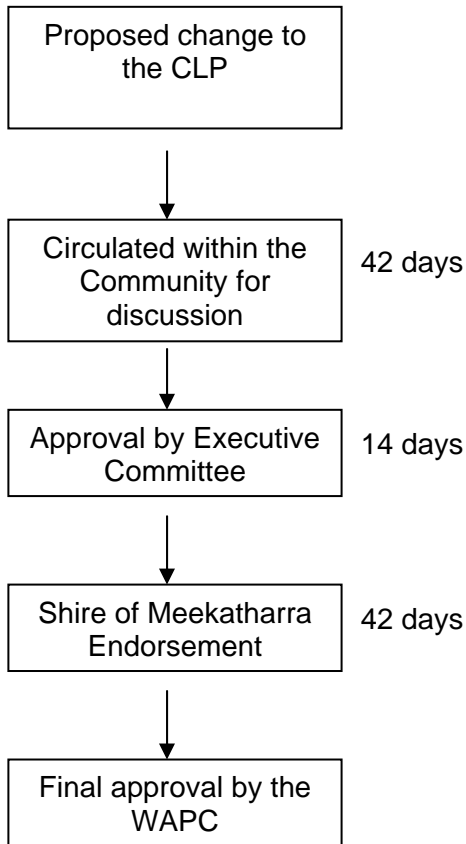 Proposed change to
the CLP
Circulated within the
Community for
discussion
42 days
Approval by Executive
Committee
14 days
Shire of Meekatharra
Endorsement
42 days
Final approval by the
WAPC